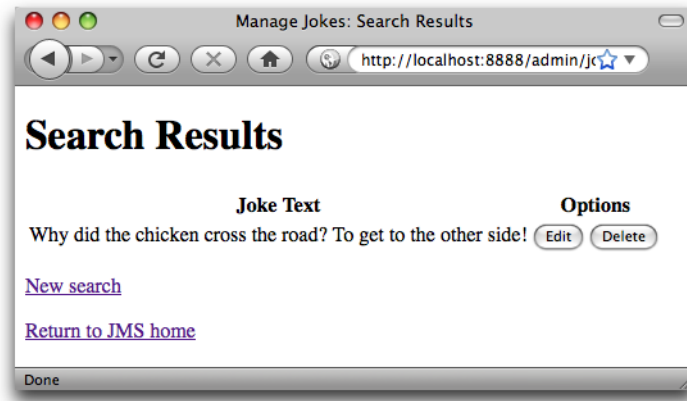 Manage Jokes: Search Results
http://localhost:8888/admin/jo
Search Results
Joke Text Options
Why did the chicken cross the road? To get to the other side! Edit Delete
New search
Return to JMS home
Done